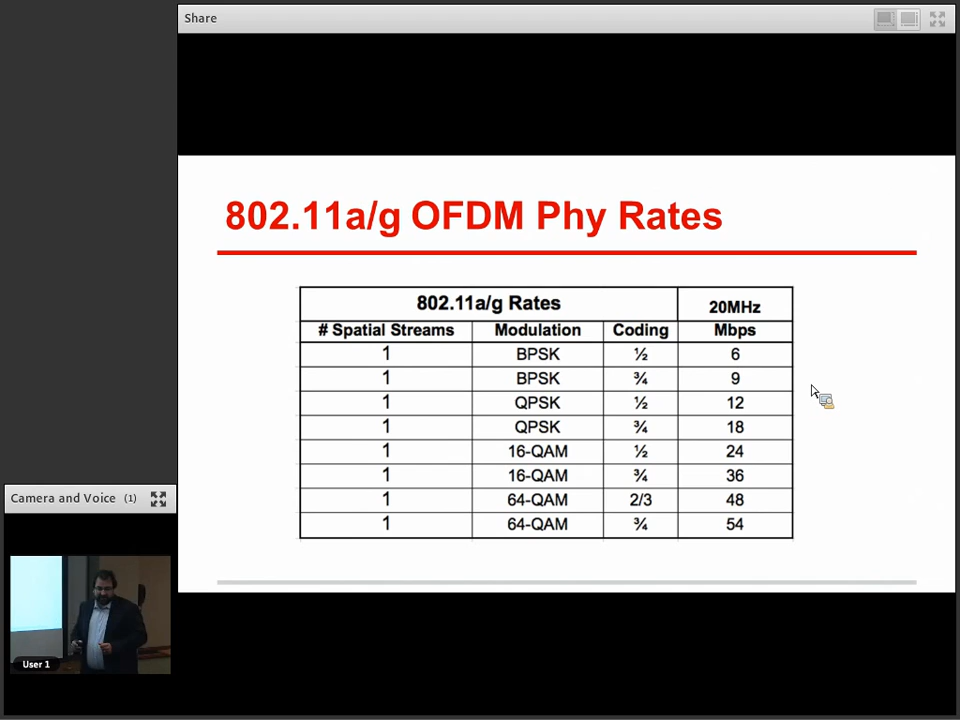 Share
802.11a/g OFDM Phy Rates
802.11a/g Rates 20MHz
# Spatial Streams Modulation Coding Mbps
1 BPSK ½ 6
1 BPSK ¾ 9
1 QPSK ½ 12
1 QPSK ¾ 18
1 16-QAM ½ 24
1 16-QAM ¾ 36
1 64-QAM 2/3 48
1 64-QAM ¾ 54
Camera and Voice (1)
User 1